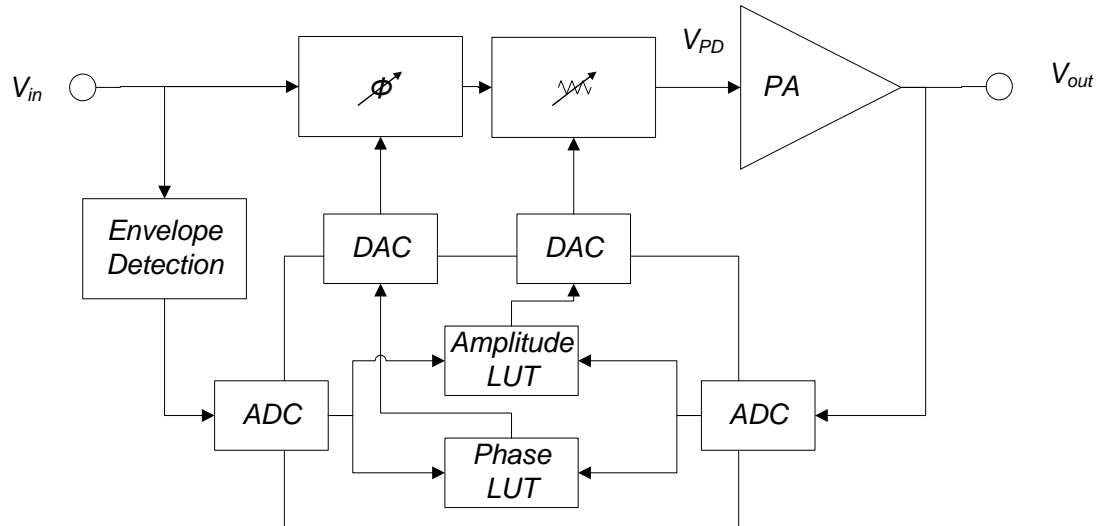 V_in
Φ
V_PD
PA
V_out
Envelope
Detection
DAC
DAC
Amplitude
LUT
ADC
ADC
Phase
LUT